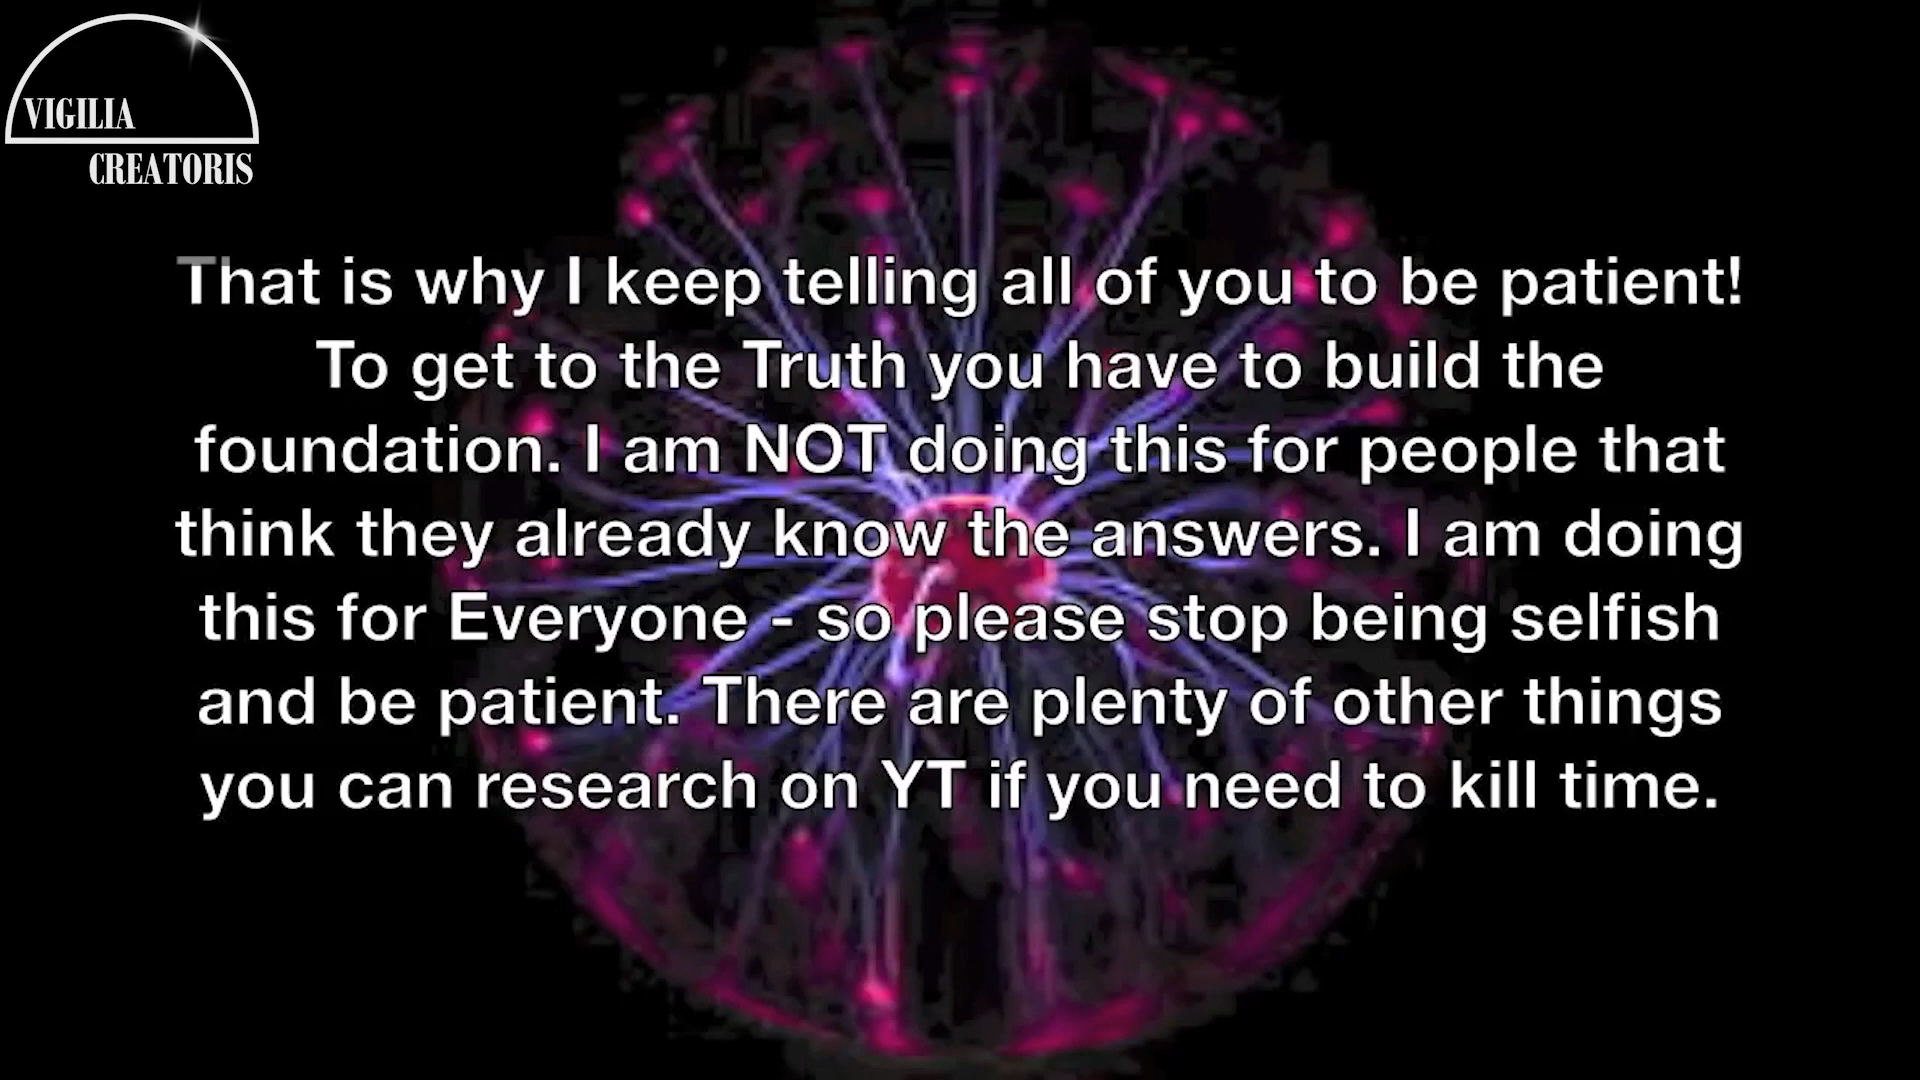 VIGILIA
CREATORIS
That is why I keep telling all of you to be patient!
To get to the Truth you have to build the
foundation. I am NOT doing this for people that
think they already know the answers. I am doing
this for Everyone - so please stop being selfish
and be patient. There are plenty of other things
you can research on YT if you need to kill time.